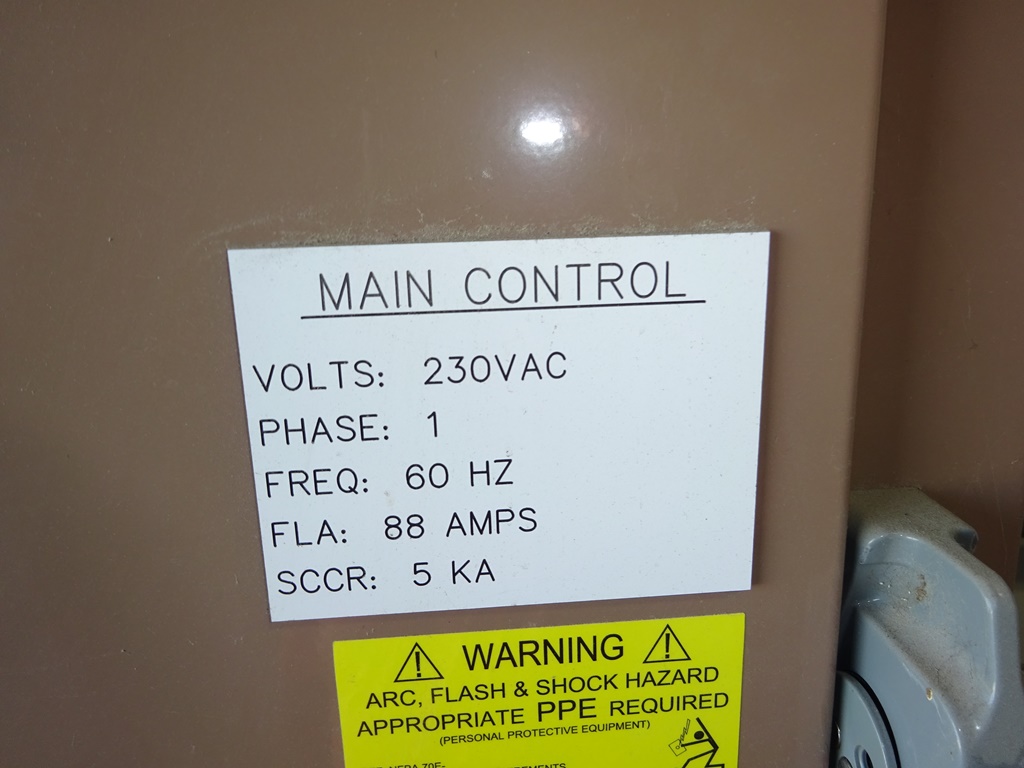 MAIN CONTROL
VOLTS: 230VAC
PHASE: 1
FREQ: 60 HZ
FLA: 88 AMPS
SCCR: 5 KA
WARNING
ARC, FLASH & SHOCK HAZARD
APPROPRIATE PPE REQUIRED
(PERSONAL PROTECTIVE EQUIPMENT)